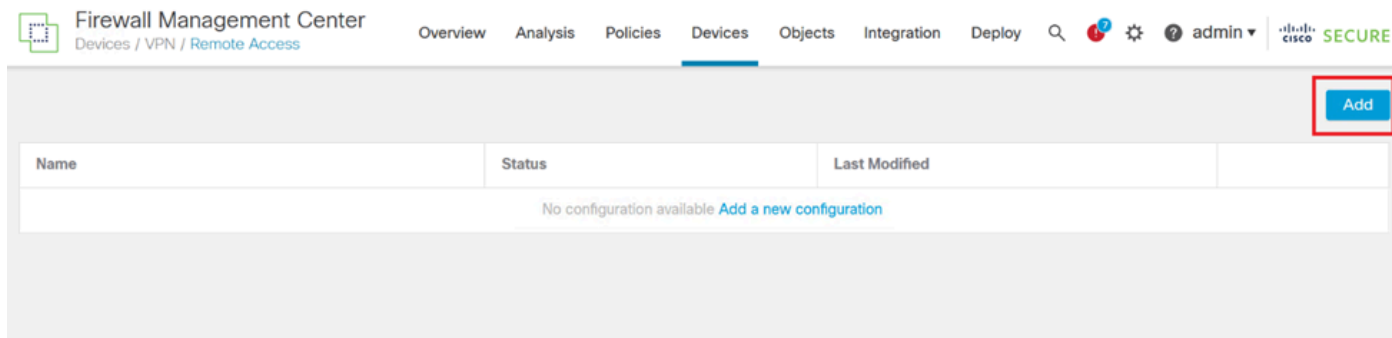 Firewall Management Center
Devices / VPN / Remote Access
Overview Analysis Policies Devices Objects Integration Deploy 7 admin cisco SECURE
Add
Name Status Last Modified
No configuration available Add a new configuration